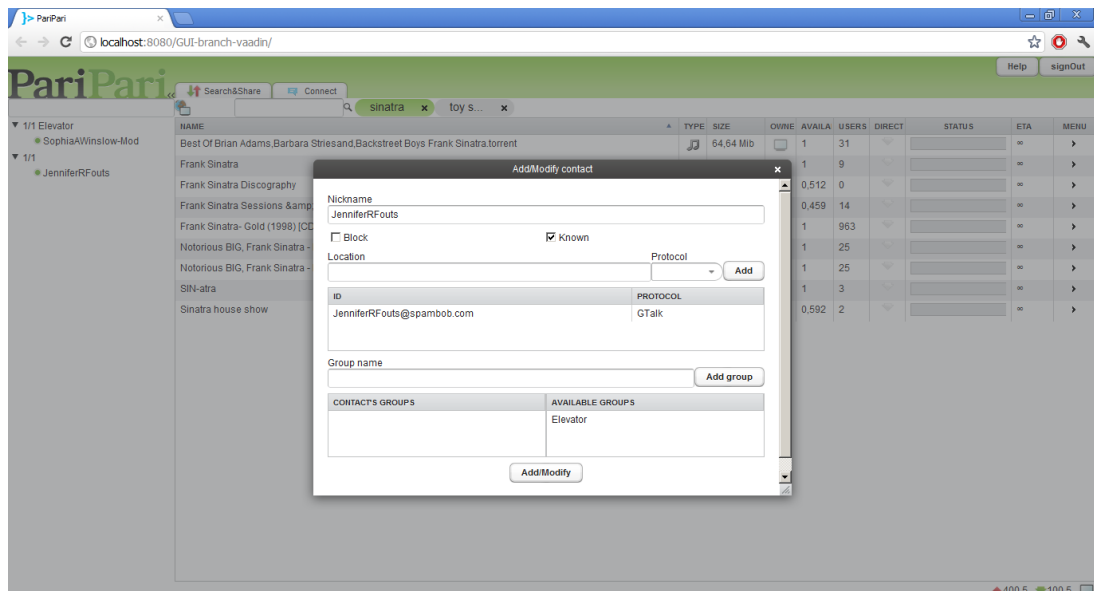 }> PariPari
localhost:8080/GUI-branch-vaadin/
PariPari
Help
signOut
Search&Share
Connect
sinatra x
toy s... x
1/1 Elevator
SophiaAWinslow-Mod
1/1
JenniferRFouts
NAME TYPE SIZE OWNE AVAILA USERS DIRECT STATUS ETA MENU
Best Of Brian Adams,Barbara Striesand,Backstreet Boys Frank Sinatra.torrent 64,64 Mib 1 31 ∞
Frank Sinatra 1 9 ∞
Frank Sinatra Discography 0,512 0 ∞
Frank Sinatra Sessions &amp; 0,459 14 ∞
Frank Sinatra- Gold (1998) [CD 1 963 ∞
Notorious BIG, Frank Sinatra - 1 25 ∞
Notorious BIG, Frank Sinatra - 1 25 ∞
SIN-atra 1 3 ∞
Sinatra house show 0,592 2 ∞
Add/Modify contact x
Nickname
JenniferRFouts
Block
Known
Location Protocol
Add
ID PROTOCOL
JenniferRFouts@spambob.com GTalk
Group name
Add group
CONTACT'S GROUPS AVAILABLE GROUPS
Elevator
Add/Modify